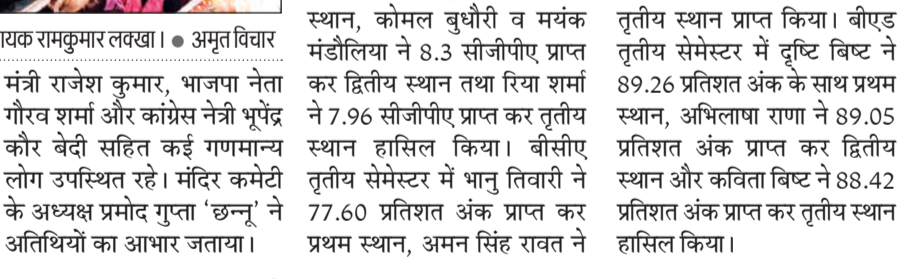 यक रामकुमार लक्खा। ● अमृत विचार
मंत्री राजेश कुमार, भाजपा नेता
गौरव शर्मा और कांग्रेस नेत्री भूपेंद्र
कौर बेदी सहित कई गणमान्य
लोग उपस्थित रहे। मंदिर कमेटी
के अध्यक्ष प्रमोद गुप्ता ‘छन्नू’ ने
अतिथियों का आभार जताया।
स्थान, कोमल बुधौरी व मयंक
मंडौलिया ने 8.3 सीजीपीए प्राप्त
कर द्वितीय स्थान तथा रिया शर्मा
ने 7.96 सीजीपीए प्राप्त कर तृतीय
स्थान हासिल किया। बीसीए
तृतीय सेमेस्टर में भानु तिवारी ने
77.60 प्रतिशत अंक प्राप्त कर
प्रथम स्थान, अमन सिंह रावत ने
तृतीय स्थान प्राप्त किया। बीएड
तृतीय सेमेस्टर में दृष्टि बिष्ट ने
89.26 प्रतिशत अंक के साथ प्रथम
स्थान, अभिलाषा राणा ने 89.05
प्रतिशत अंक प्राप्त कर द्वितीय
स्थान और कविता बिष्ट ने 88.42
प्रतिशत अंक प्राप्त कर तृतीय स्थान
हासिल किया।